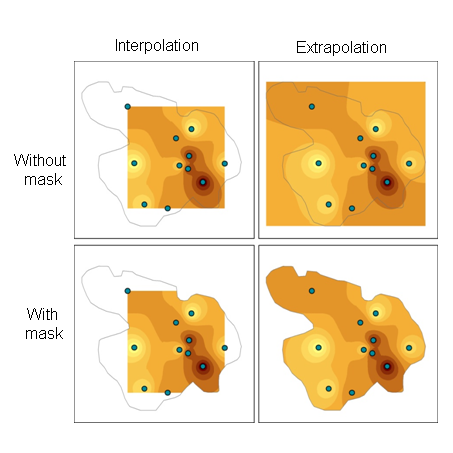 Interpolation
Extrapolation
Without
mask
With
mask